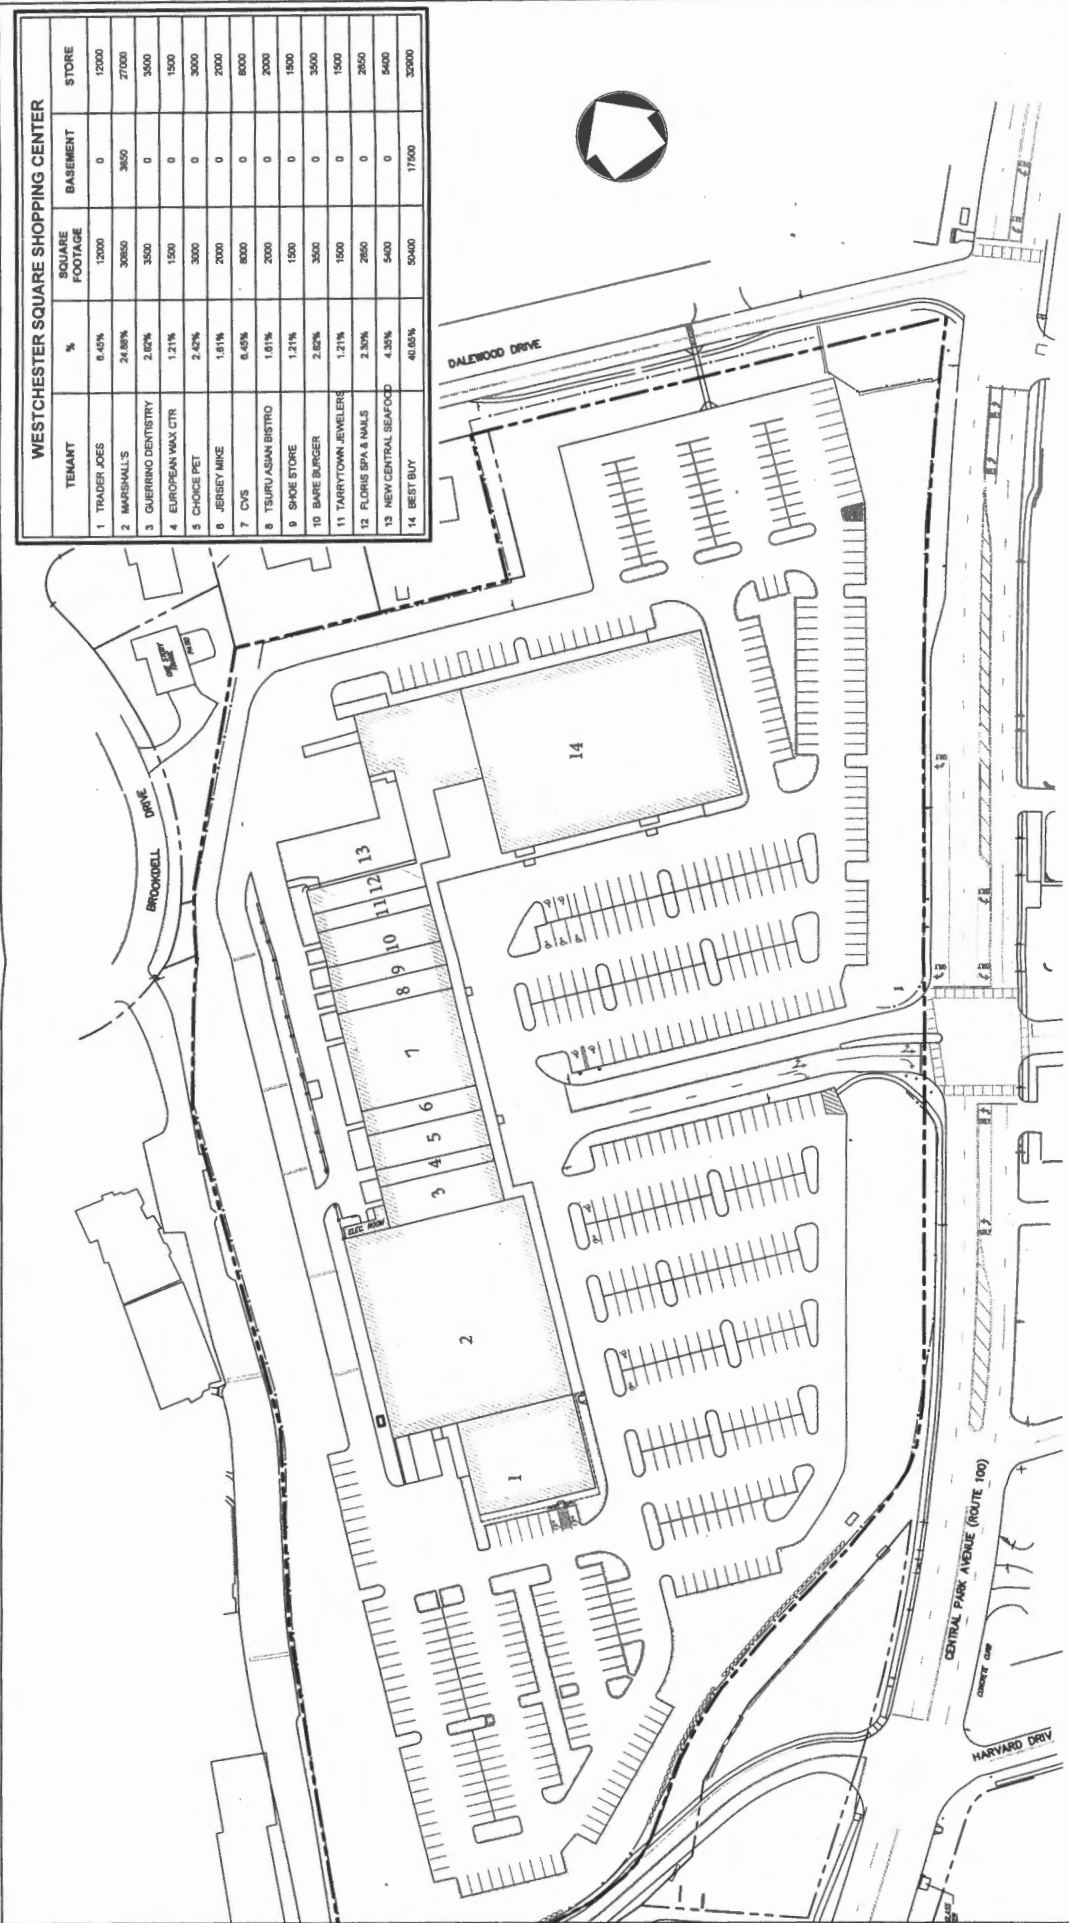 WESTCHESTER SQUARE SHOPPING CENTER
TENANT % SQUARE FOOTAGE BASEMENT STORE
1 TRADER JOES 6.45% 12000 0 12000
2 MARSHALL'S 24.88% 30650 3650 27000
3 GUERRINO DENTISTRY 2.82% 3500 0 3500
4 EUROPEAN WAX CTR 1.21% 1500 0 1500
5 CHOICE PET 2.42% 3000 0 3000
6 JERSEY MIKE 1.61% 2000 0 2000
7 CVS 6.45% 8000 0 8000
8 TSURU ASIAN BISTRO 1.61% 2000 0 2000
9 SHOE STORE 1.21% 1500 0 1500
10 BARE BURGER 2.82% 3500 0 3500
11 TARRYTOWN JEWELERS 1.21% 1500 0 1500
12 FLORIS SPA & NAILS 2.30% 2850 0 2850
13 NEW CENTRAL SEAFOOD 4.35% 5400 0 5400
14 BEST BUY 40.65% 50400 17500 32900
BROOKDELL DRIVE
DALEWOOD DRIVE
ELEC. ROOM
1
2
3
4
5
6
7
8
9
10
11
12
13
14
CENTRAL PARK AVENUE (ROUTE 100)
CONCRETE CURB
HARVARD DRIV